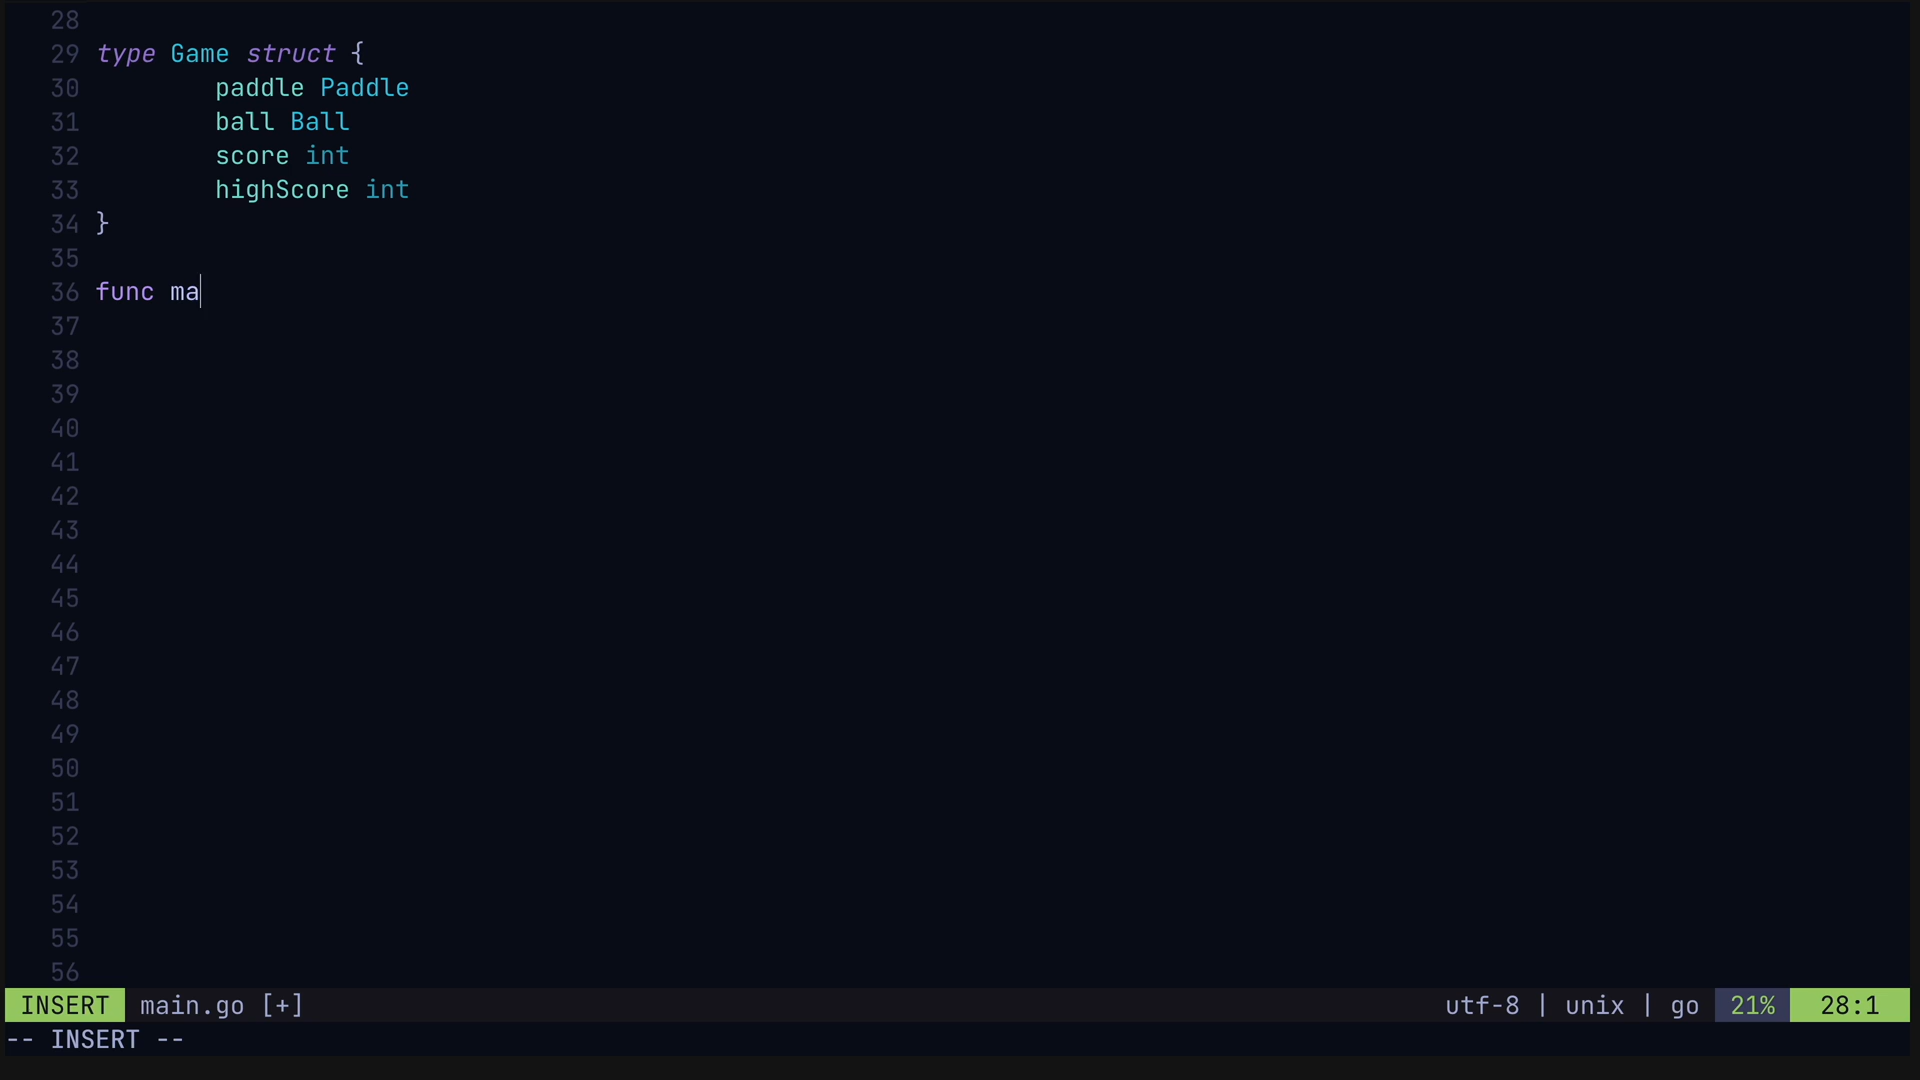 28
29 type Game struct {
30         paddle Paddle
31         ball Ball
32         score int
33         highScore int
34 }
35
36 func ma
37
38
39
40
41
42
43
44
45
46
47
48
49
50
51
52
53
54
55
56
INSERT main.go [+] utf-8 | unix | go 21% 28:1
-- INSERT --